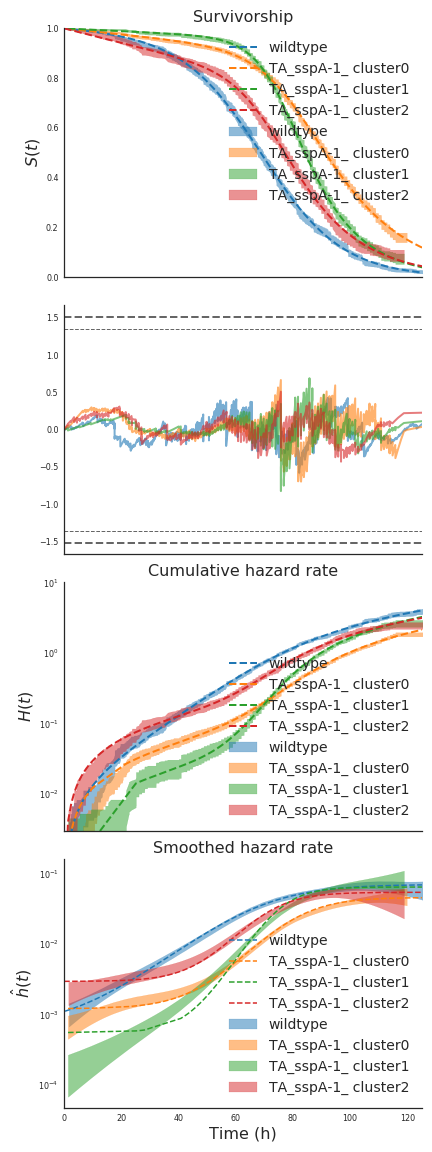 Survivorship
1.0
0.8
0.6
0.4
0.2
0.0
S(t)
wildtype
TA_sspA-1_ cluster0
TA_sspA-1_ cluster1
TA_sspA-1_ cluster2
wildtype
TA_sspA-1_ cluster0
TA_sspA-1_ cluster1
TA_sspA-1_ cluster2
1.5
1.0
0.5
0.0
−0.5
−1.0
−1.5
Cumulative hazard rate
10¹
10⁰
10⁻¹
10⁻²
H(t)
wildtype
TA_sspA-1_ cluster0
TA_sspA-1_ cluster1
TA_sspA-1_ cluster2
wildtype
TA_sspA-1_ cluster0
TA_sspA-1_ cluster1
TA_sspA-1_ cluster2
Smoothed hazard rate
10⁻¹
10⁻²
10⁻³
10⁻⁴
ĥ(t)
wildtype
TA_sspA-1_ cluster0
TA_sspA-1_ cluster1
TA_sspA-1_ cluster2
wildtype
TA_sspA-1_ cluster0
TA_sspA-1_ cluster1
TA_sspA-1_ cluster2
0 20 40 60 80 100 120
Time (h)